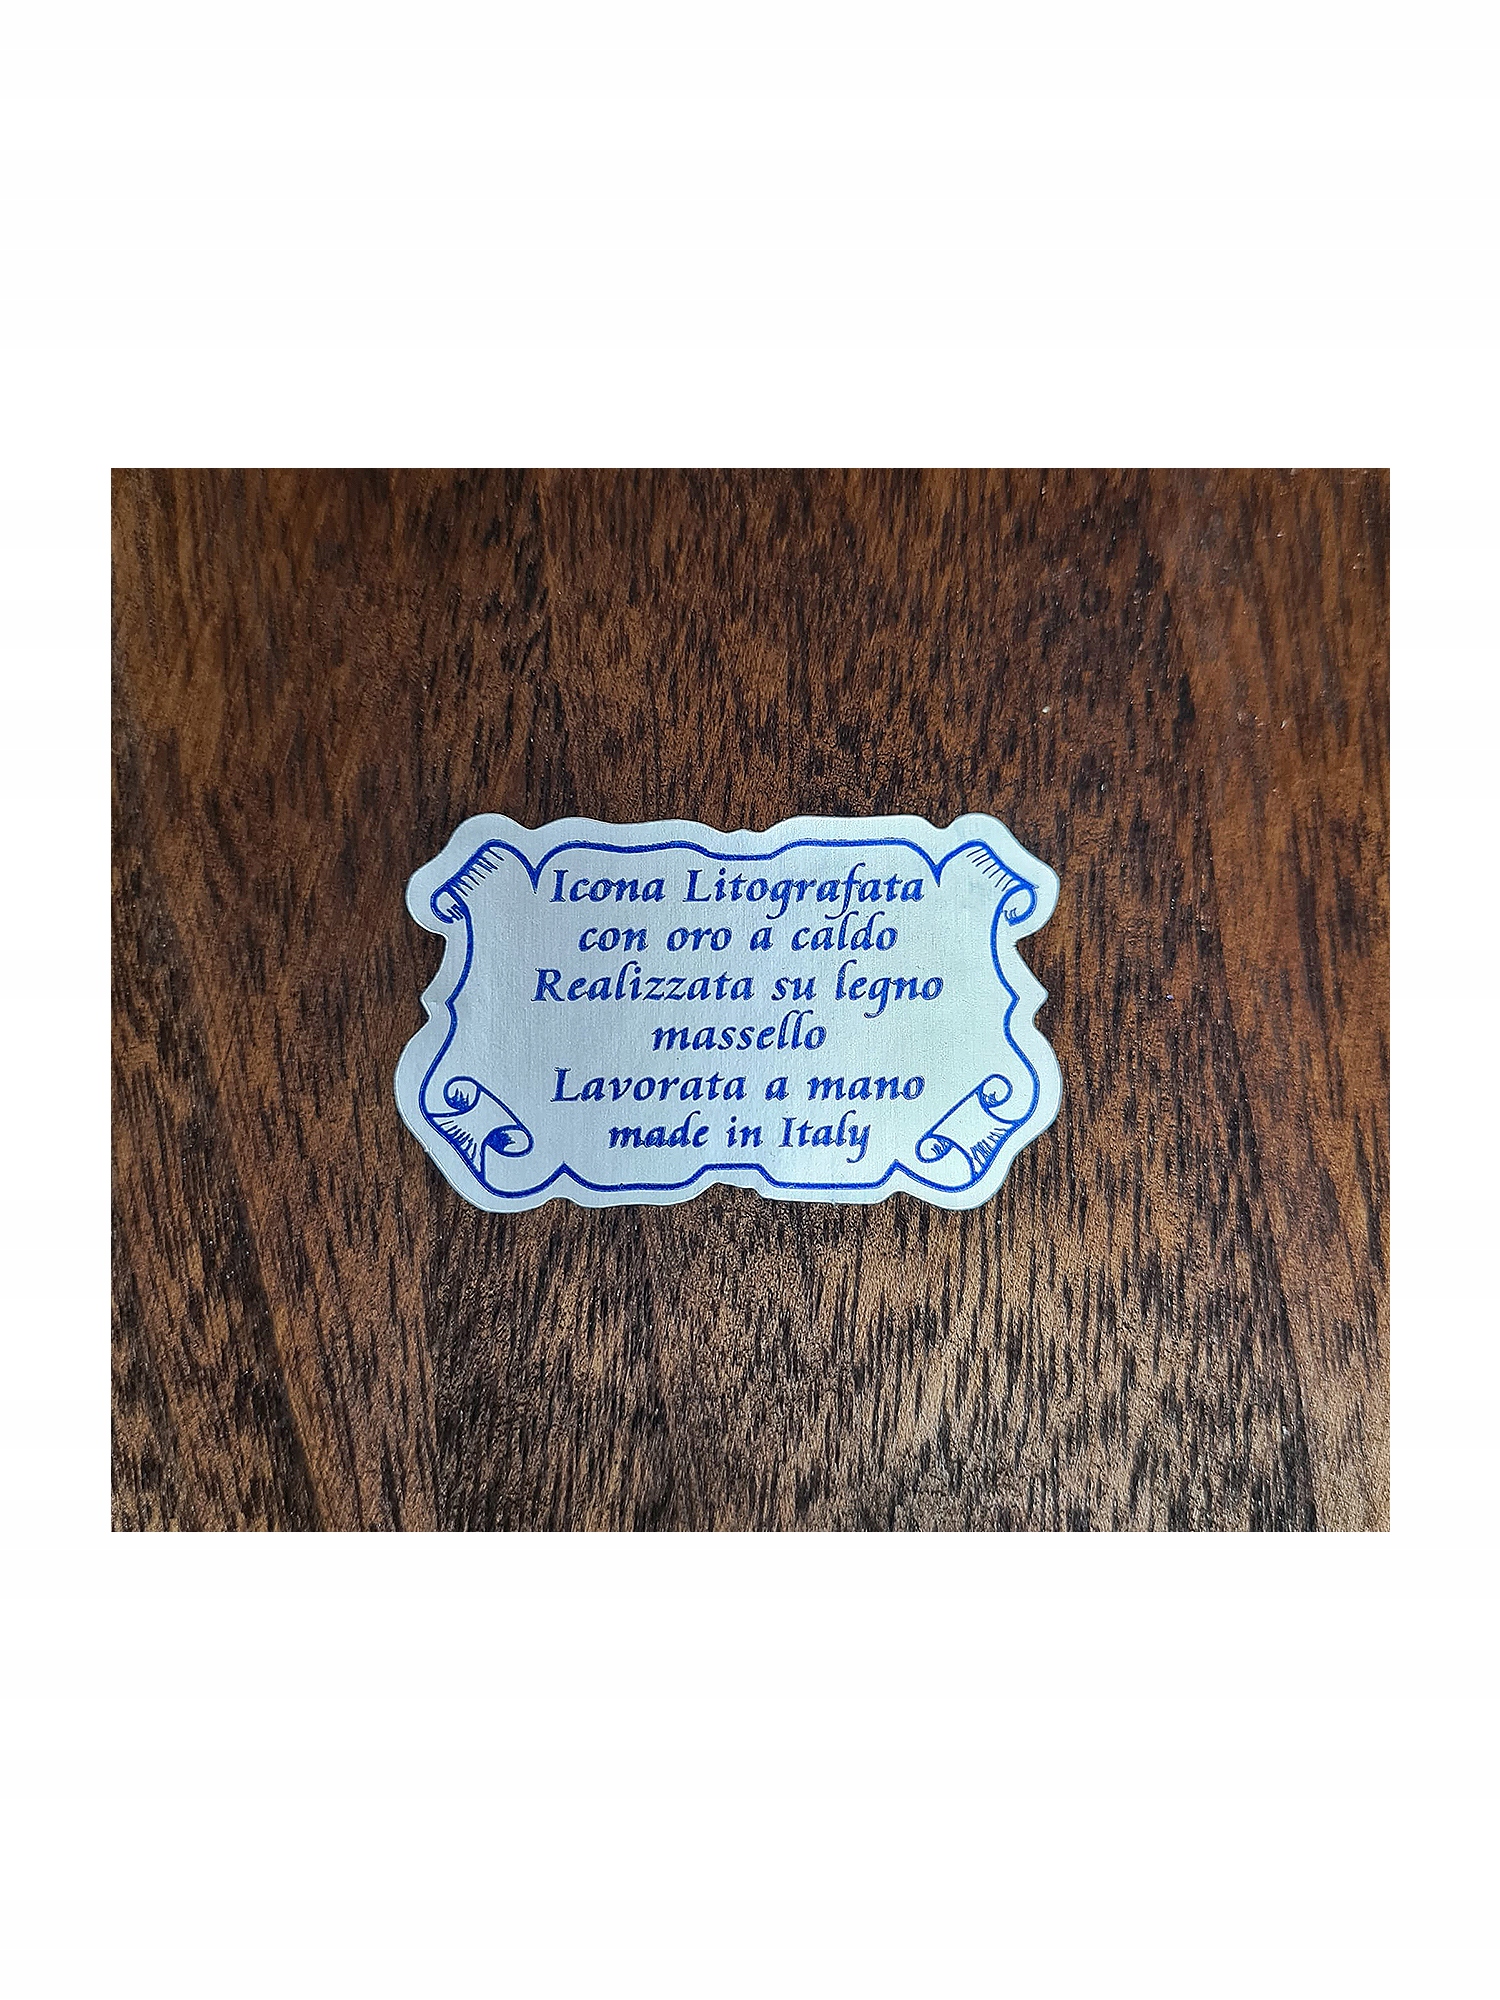 Icona Litografata
con oro a caldo
Realizzata su legno
massello
Lavorata a mano
made in Italy